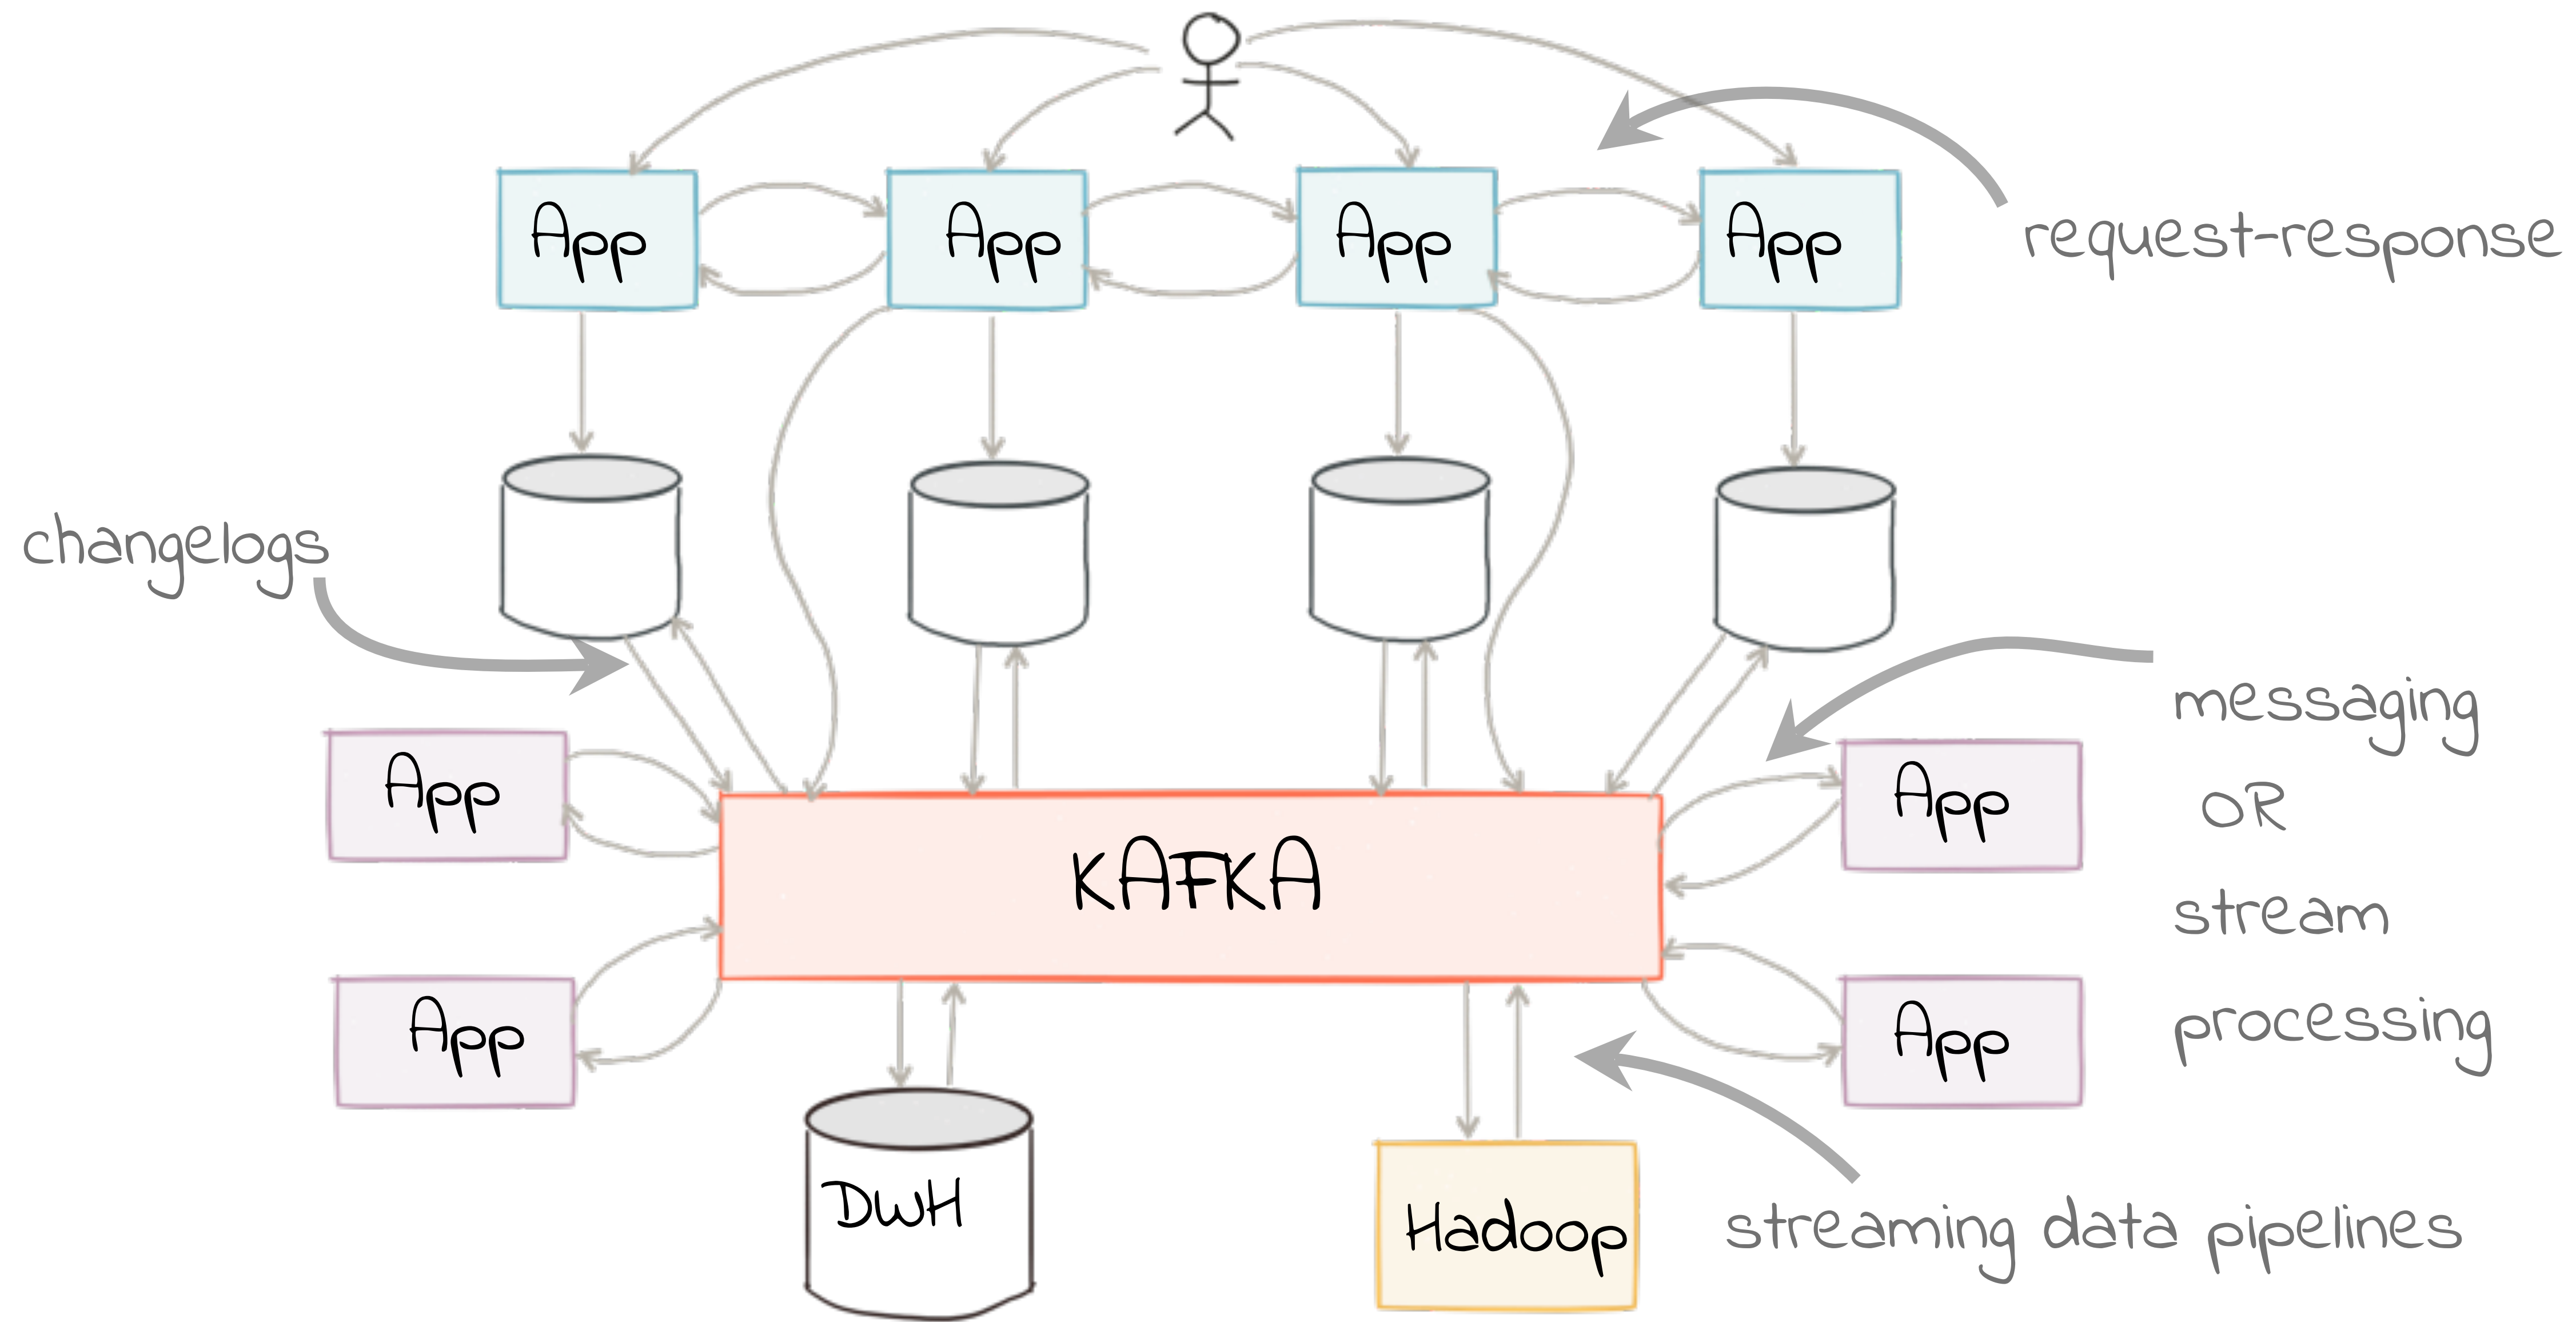 App
App
App
App
request-response
changelogs
messaging
OR
stream
processing
App
App
KAFKA
App
App
DWH
Hadoop
streaming data pipelines